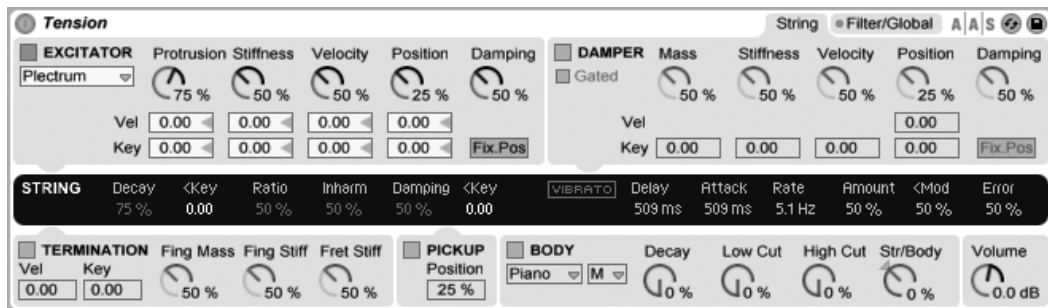 Tension String Filter/Global A A S
EXCITATOR Protrusion Stiffness Velocity Position Damping
Plectrum 75 % 50 % 50 % 25 % 50 %
Vel 0.00 0.00 0.00 0.00
Key 0.00 0.00 0.00 0.00 Fix.Pos
DAMPER Mass Stiffness Velocity Position Damping
Gated 50 % 50 % 50 % 25 % 50 %
Vel 0.00
Key 0.00 0.00 0.00 0.00 Fix.Pos
STRING Decay <Key Ratio Inharm Damping <Key VIBRATO Delay Attack Rate Amount <Mod Error
75 % 0.00 50 % 50 % 50 % 0.00 509 ms 509 ms 5.1 Hz 50 % 50 % 50 %
TERMINATION Fing Mass Fing Stiff Fret Stiff
Vel Key
0.00 0.00 50 % 50 % 50 %
PICKUP
Position
25 %
BODY Decay Low Cut High Cut Str/Body
Piano M 0 % 0 % 0 % 0 %
Volume
0.0 dB